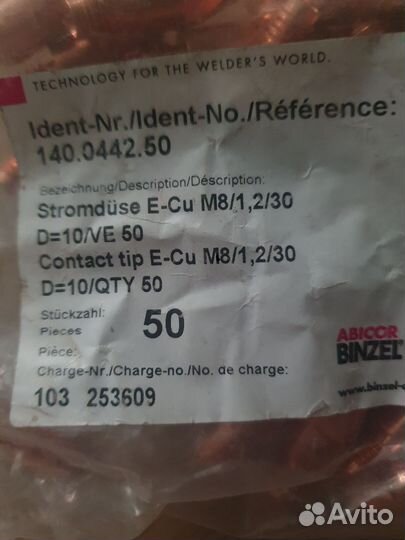 TECHNOLOGY FOR THE WELDER'S WORLD.
Ident-Nr./Ident-No./Référence:
140.0442.50
Bezeichnung/Description/Déscription:
Stromdüse E-Cu M8/1,2/30
D=10/VE 50
Contact tip E-Cu M8/1,2/30
D=10/QTY 50
Stückzahl:
Pieces
50
Pièce:
ABICOR
BINZEL
Charge-Nr./Charge-no./No. de charge:
www.binzel-
103 253609
Avito